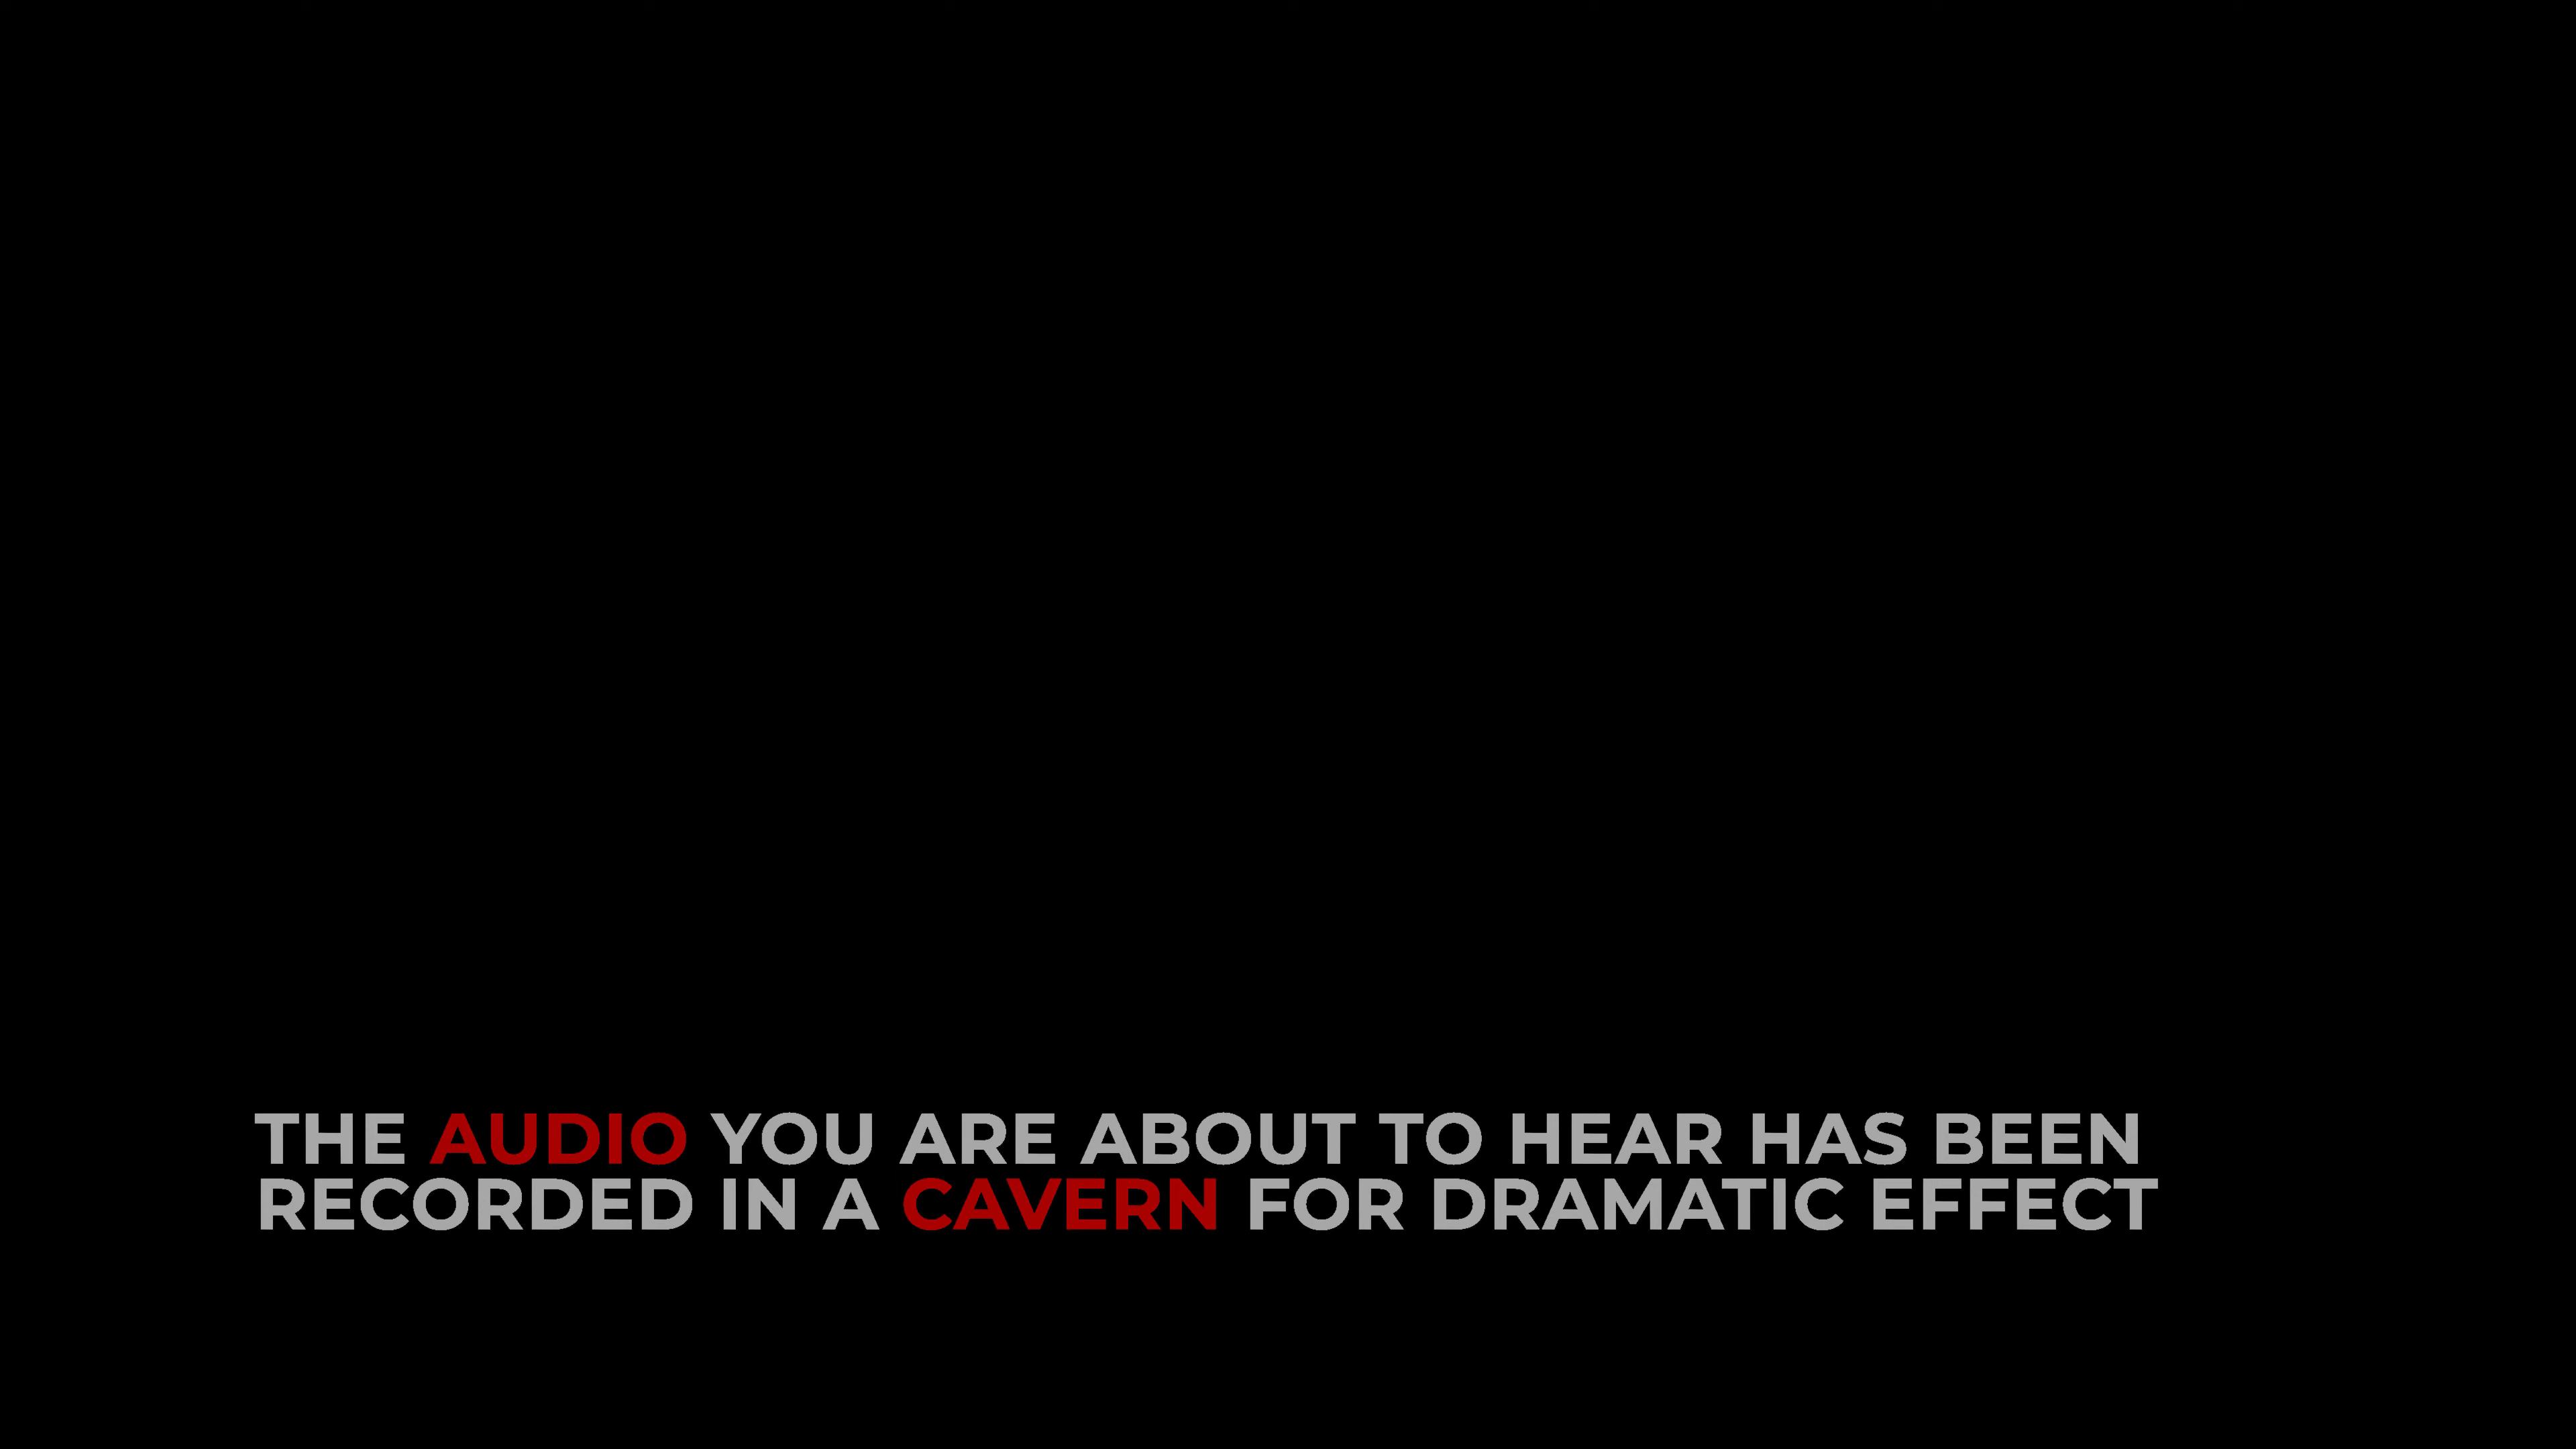 THE AUDIO YOU ARE ABOUT TO HEAR HAS BEEN
RECORDED IN A CAVERN FOR DRAMATIC EFFECT